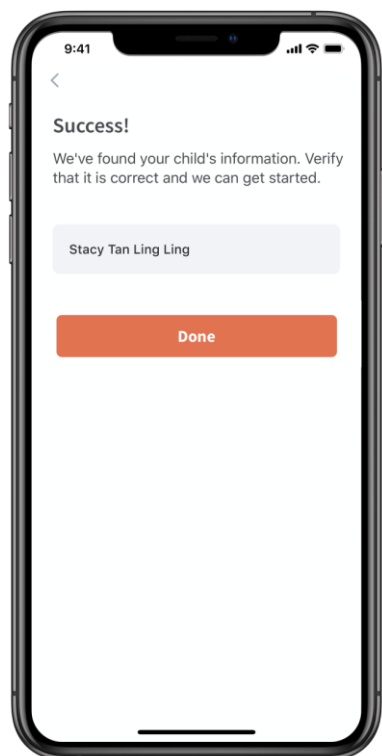 9:41
Success!
We've found your child's information. Verify
that it is correct and we can get started.
Stacy Tan Ling Ling
Done